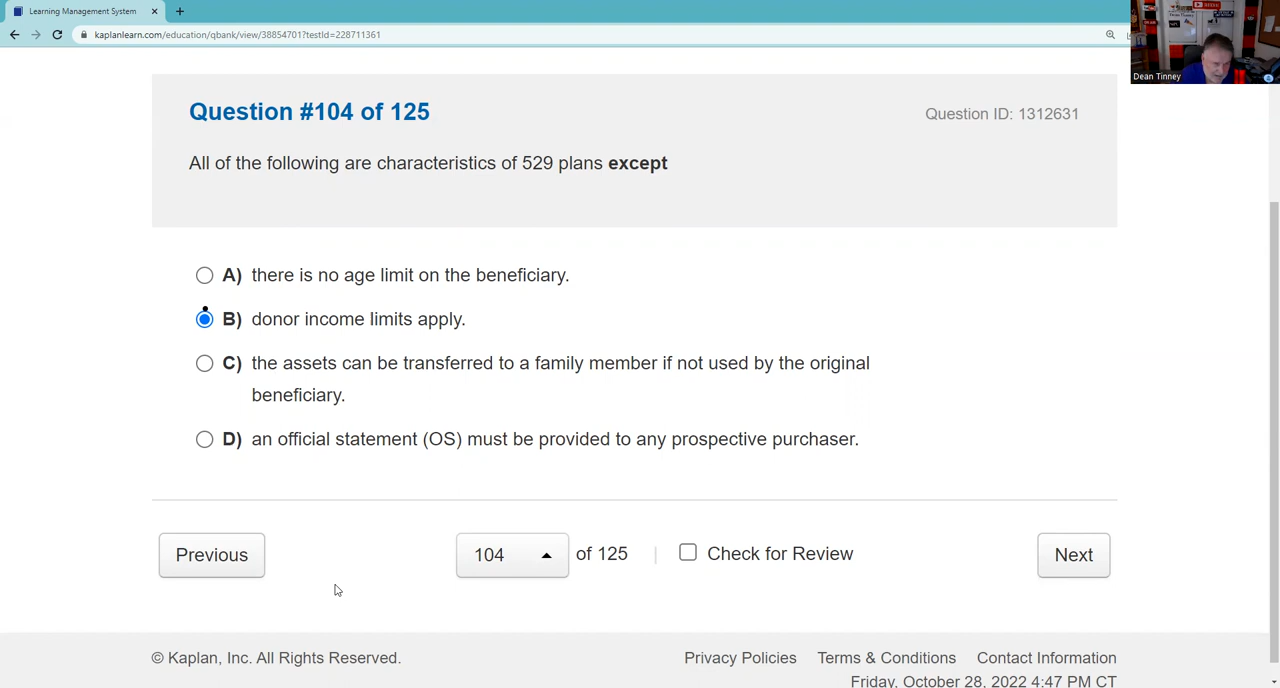 Learning Management System
kaplanlearn.com/education/qbank/view/38854701?testId=228711361
Dean Tinney
Question #104 of 125
Question ID: 1312631
All of the following are characteristics of 529 plans except
A) there is no age limit on the beneficiary.
B) donor income limits apply.
C) the assets can be transferred to a family member if not used by the original
beneficiary.
D) an official statement (OS) must be provided to any prospective purchaser.
Previous
104
of 125
Check for Review
Next
© Kaplan, Inc. All Rights Reserved.
Privacy Policies
Terms & Conditions
Contact Information
Friday, October 28, 2022 4:47 PM CT